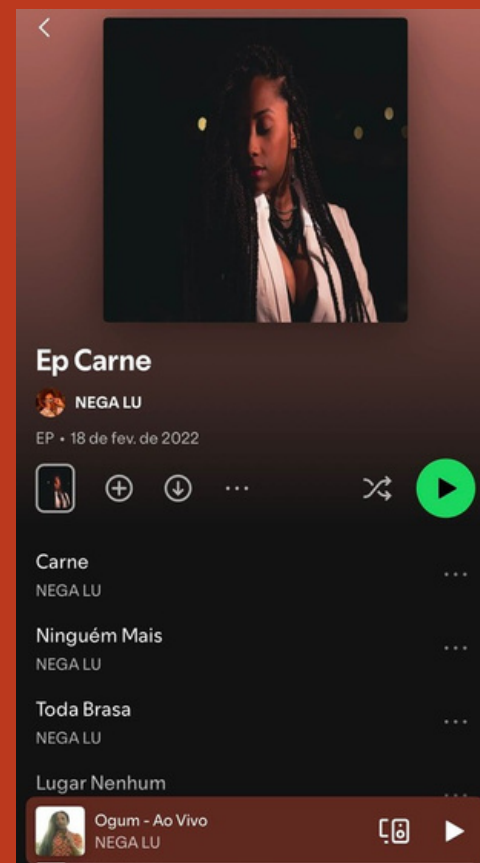 Ep Carne
NEGA LU
EP • 18 de fev. de 2022
Carne
NEGA LU
Ninguém Mais
NEGA LU
Toda Brasa
NEGA LU
Lugar Nenhum
Ogum - Ao Vivo
NEGA LU